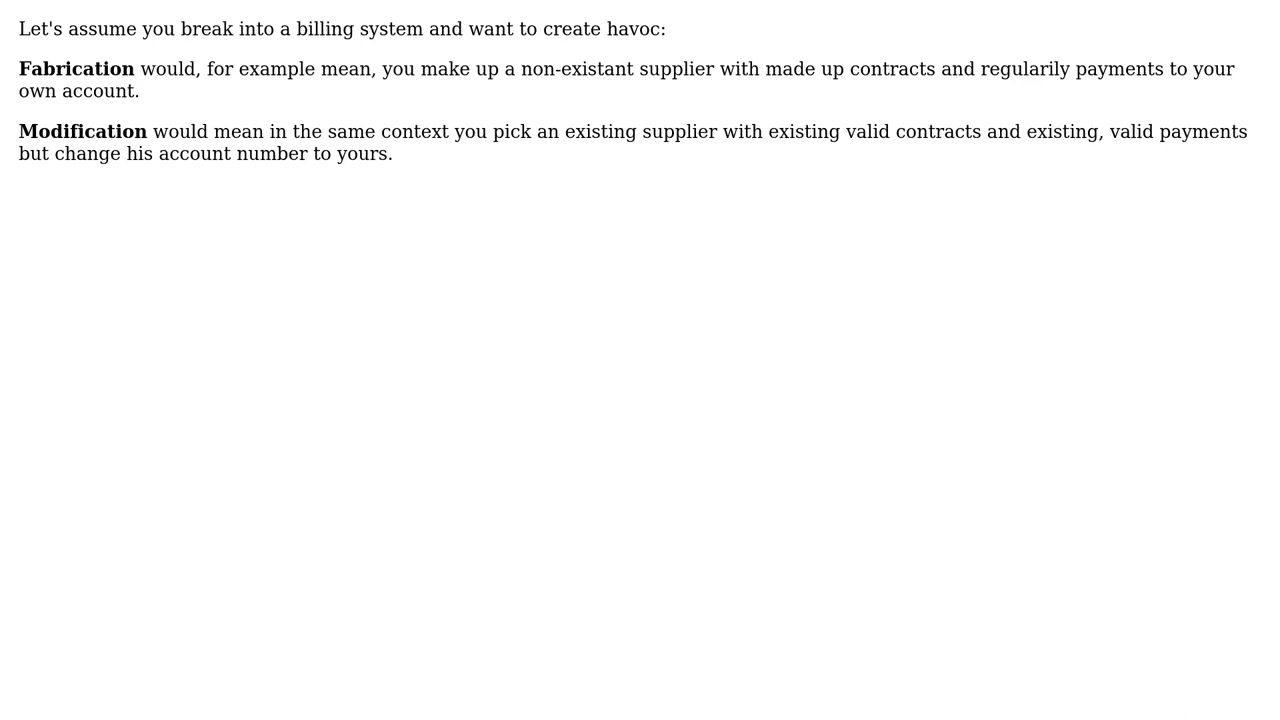 Let's assume you break into a billing system and want to create havoc:
Fabrication would, for example mean, you make up a non-existant supplier with made up contracts and regularily payments to your
own account.
Modification would mean in the same context you pick an existing supplier with existing valid contracts and existing, valid payments
but change his account number to yours.